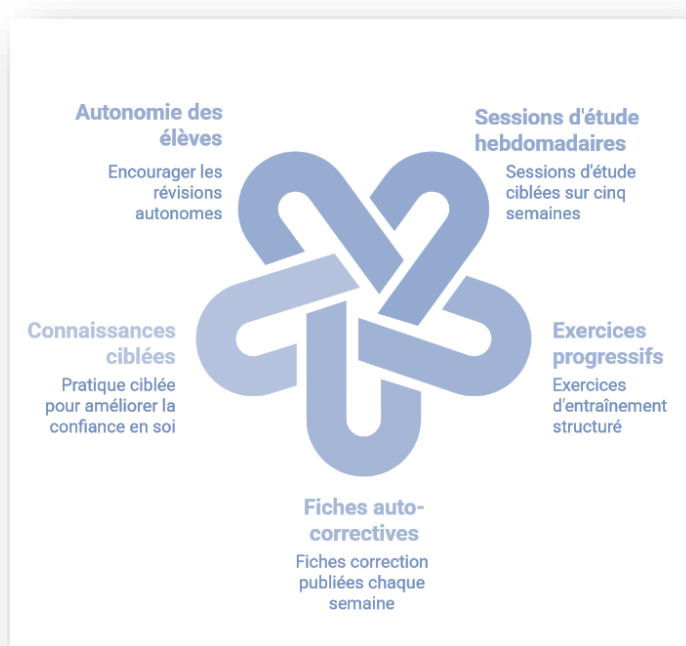 Autonomie des
élèves
Encourager les
révisions
autonomes
Sessions d'étude
hebdomadaires
Sessions d'étude
ciblées sur cinq
semaines
Connaissances
ciblées
Pratique ciblée
pour améliorer la
confiance en soi
Exercices
progressifs
Exercices
d'entraînement
structuré
Fiches auto-
correctives
Fiches correction
publiées chaque
semaine